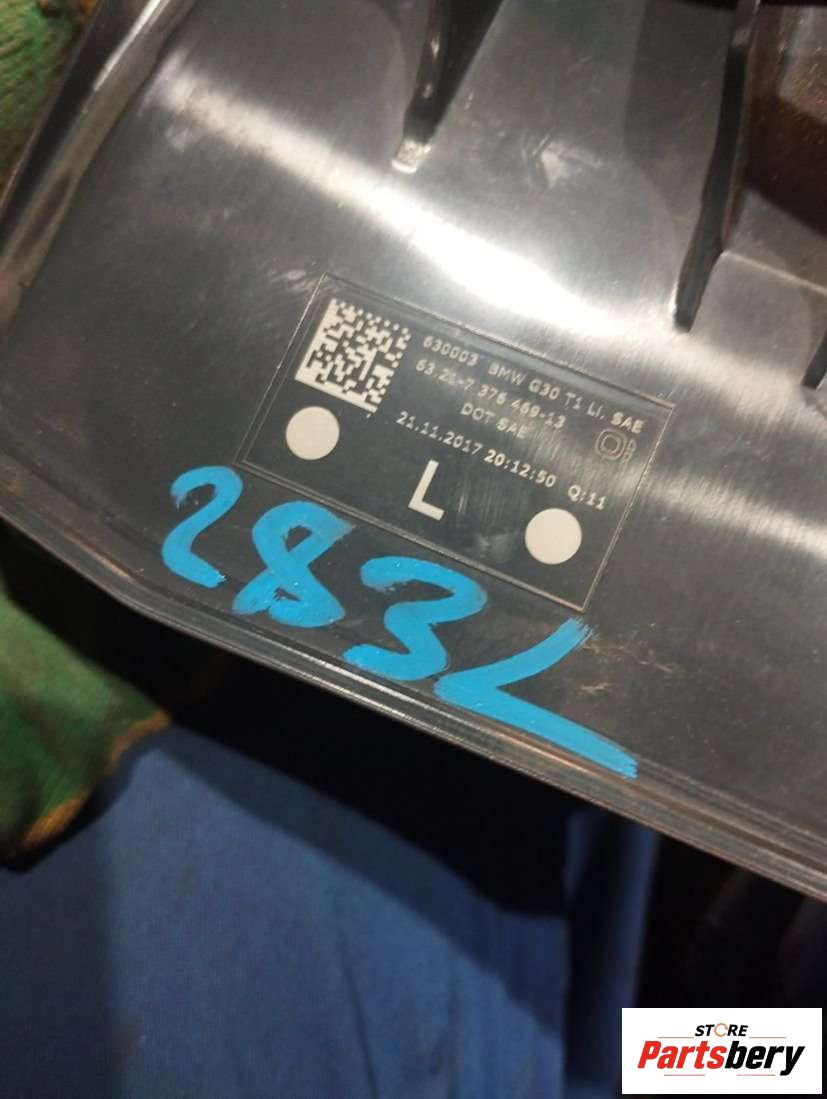 630003 BMW G30 T1 LI, SAE
63.21-7 376 469-13
DOT SAE
21.11.2017 20:12:50 Q:11
L
283L
STORE
Partsbery